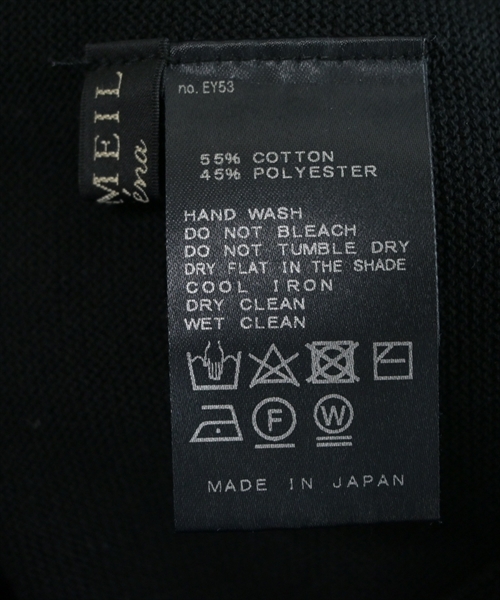 MEIL
éna
no. EY53
55% COTTON
45% POLYESTER
HAND WASH
DO NOT BLEACH
DO NOT TUMBLE DRY
DRY FLAT IN THE SHADE
COOL IRON
DRY CLEAN
WET CLEAN
F W
MADE IN JAPAN